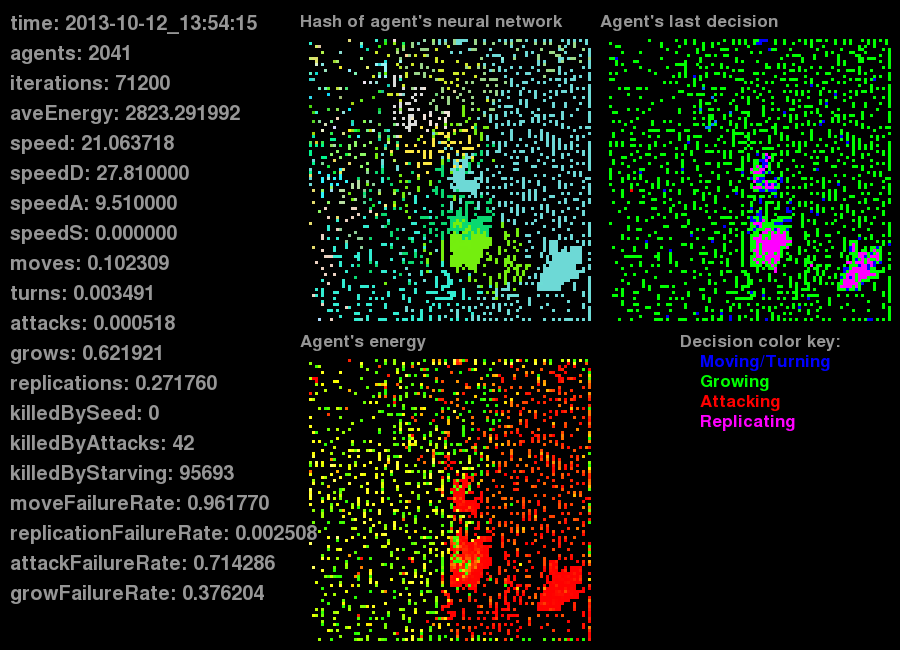 time: 2013-10-12_13:54:15
agents: 2041
iterations: 71200
aveEnergy: 2823.291992
speed: 21.063718
speedD: 27.810000
speedA: 9.510000
speedS: 0.000000
moves: 0.102309
turns: 0.003491
attacks: 0.000518
grows: 0.621921
replications: 0.271760
killedBySeed: 0
killedByAttacks: 42
killedByStarving: 95693
moveFailureRate: 0.961770
replicationFailureRate: 0.002508
attackFailureRate: 0.714286
growFailureRate: 0.376204
Hash of agent's neural network
Agent's last decision
Agent's energy
Decision color key:
Moving/Turning
Growing
Attacking
Replicating